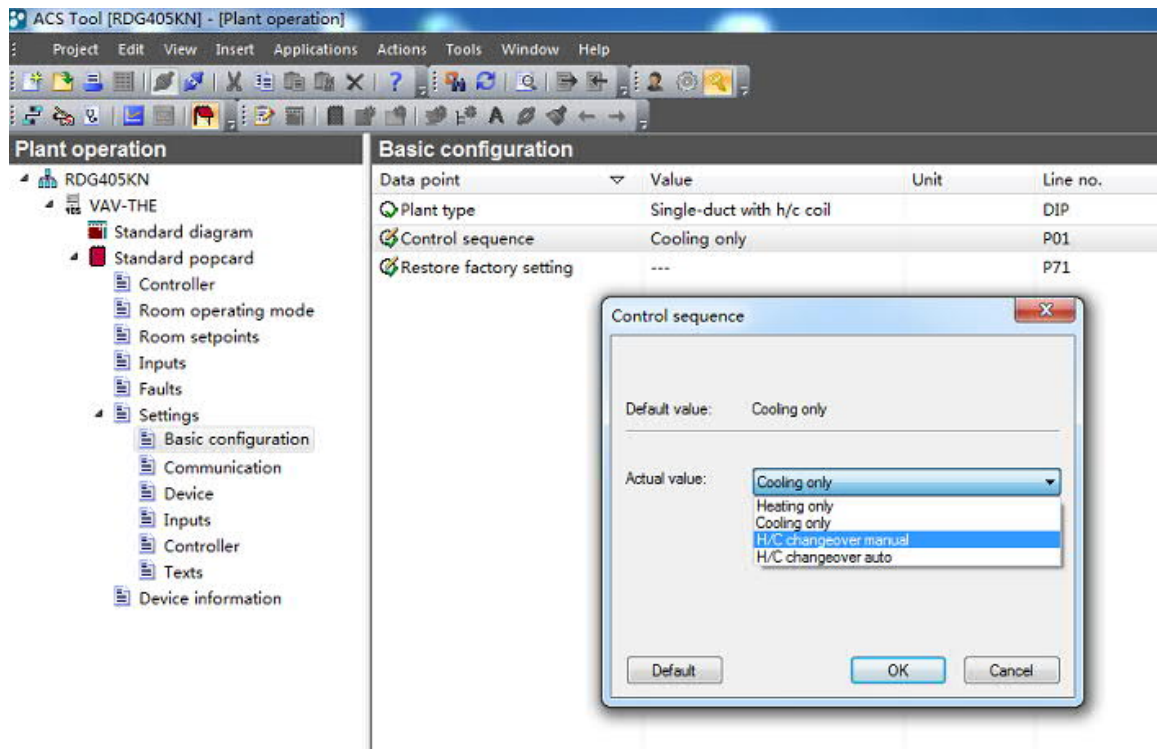 ACS Tool [RDG405KN] - [Plant operation]
Project Edit View Insert Applications Actions Tools Window Help
Plant operation
RDG405KN
VAV-THE
Standard diagram
Standard popcard
Controller
Room operating mode
Room setpoints
Inputs
Faults
Settings
Basic configuration
Communication
Device
Inputs
Controller
Texts
Device information
Basic configuration
Data point Value Unit Line no.
Plant type Single-duct with h/c coil DIP
Control sequence Cooling only P01
Restore factory setting --- P71
Control sequence
Default value: Cooling only
Actual value: Cooling only
Heating only
Cooling only
H/C changeover manual
H/C changeover auto
Default OK Cancel